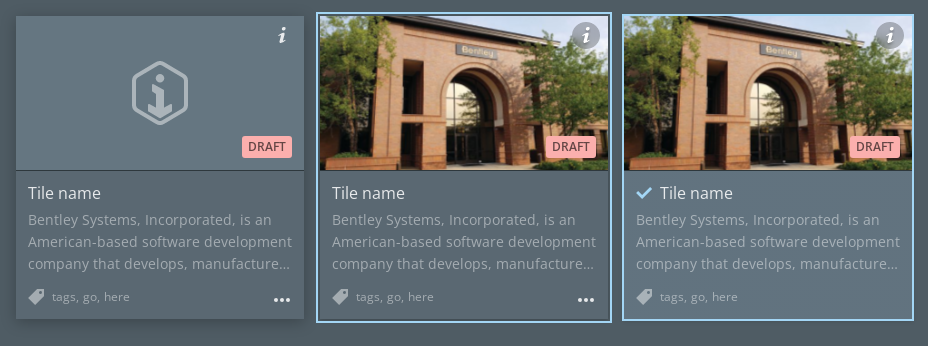 DRAFT
Tile name
Bentley Systems, Incorporated, is an
American-based software development
company that develops, manufacture...
tags, go, here
Bentley
DRAFT
Tile name
Bentley Systems, Incorporated, is an
American-based software development
company that develops, manufacture...
tags, go, here
Bentley
DRAFT
Tile name
Bentley Systems, Incorporated, is an
American-based software development
company that develops, manufacture...
tags, go, here